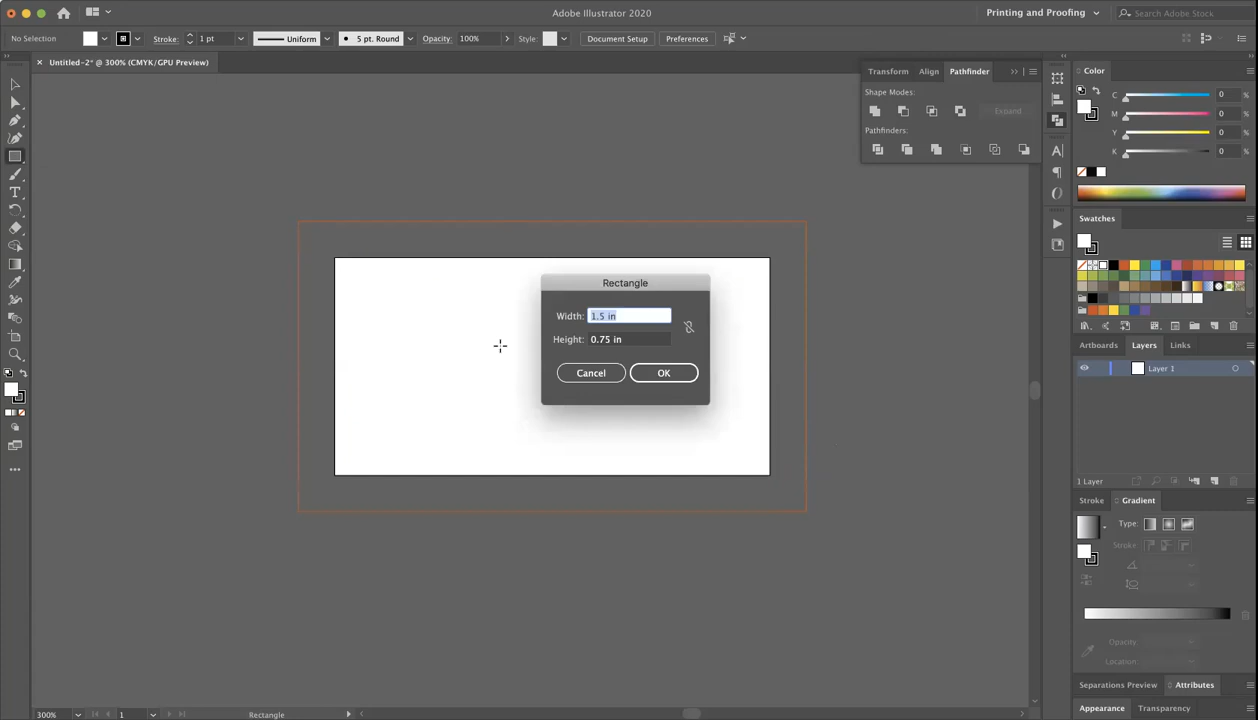 Adobe Illustrator 2020
Printing and Proofing
Search Adobe Stock
No Selection
Stroke:
1 pt
Uniform
5 pt. Round
Opacity:
100%
Style:
Document Setup
Preferences
Untitled-2* @ 300% (CMYK/GPU Preview)
Transform
Align
Pathfinder
Shape Modes:
Expand
Pathfinders:
Color
C
0
%
M
0
%
Y
0
%
K
0
%
Swatches
Rectangle
Width:
1.5 in
Height:
0.75 in
Cancel
OK
Artboards
Layers
Links
Layer 1
1 Layer
Stroke
Gradient
Type:
Stroke:
Opacity:
Location:
Separations Preview
Attributes
Appearance
Transparency
300%
1
Rectangle